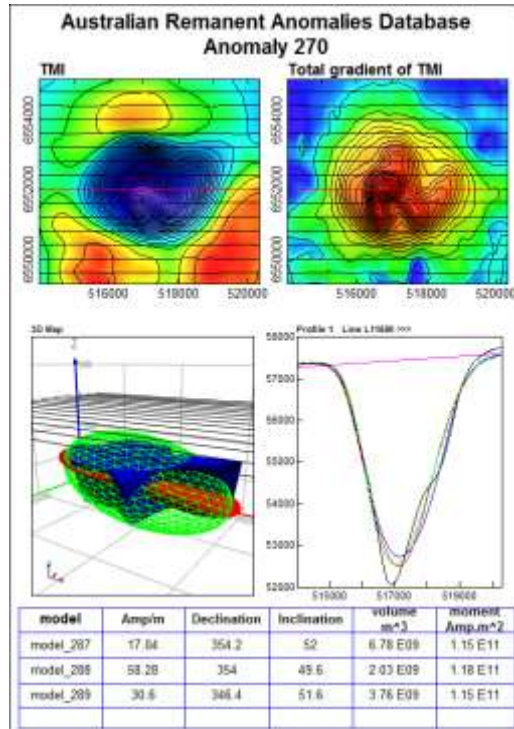 Australian Remanent Anomalies Database
Anomaly 270
TMI
Total gradient of TMI
6554000
6552000
6550000
516000 518000 520000
6554000
6552000
6550000
516000 518000 520000
3D Map
Profile 1 Line
58000
57000
56000
55000
54000
53000
52000
515000 517000 519000
model Amp/m Declination Inclination volume m^3 moment Amp.m^2
model_287 17.04 354.2 52 6.78 E09 1.15 E11
model_288 58.28 354 49.6 2.03 E09 1.18 E11
model_289 30.6 346.4 51.6 3.76 E09 1.15 E11